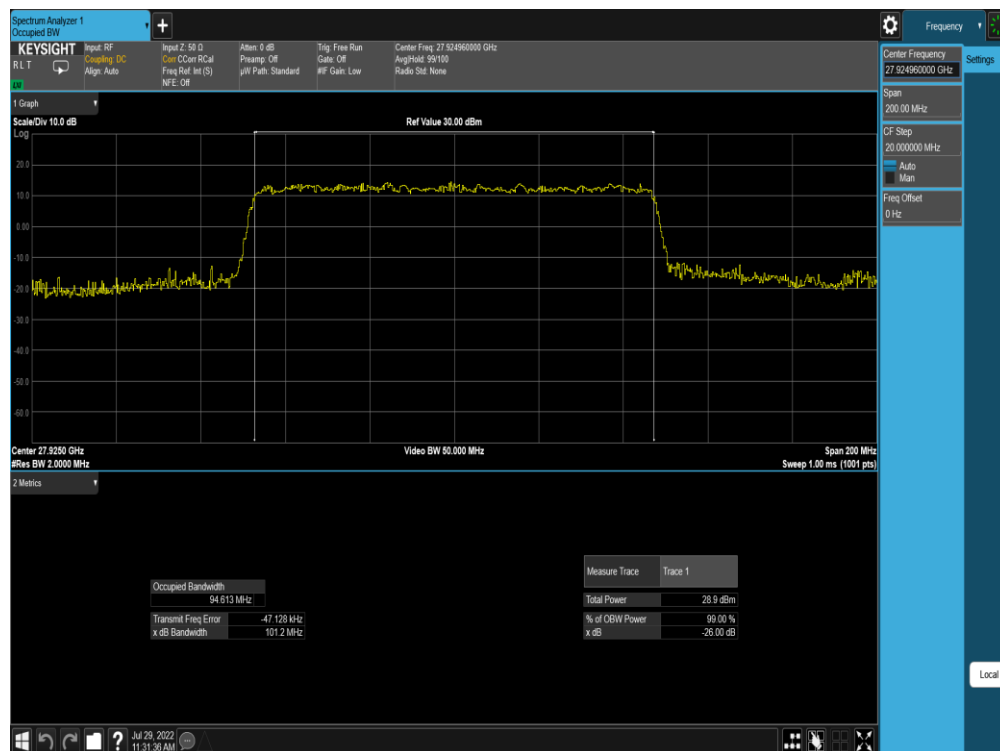 Spectrum Analyzer 1
Occupied BW
Frequency
KEYSIGHT
R L T
Input: RF
Coupling: DC
Align: Auto
Input Z: 50 Ω
Corr CCorr RCal
Freq Ref: Int (S)
NFE: Off
Atten: 0 dB
Preamp: Off
µW Path: Standard
Trig: Free Run
Gate: Off
#IF Gain: Low
Center Freq: 27.924960000 GHz
Avg|Hold: 99/100
Radio Std: None
Center Frequency
27.924960000 GHz
Settings
Span
200.00 MHz
CF Step
20.000000 MHz
Auto
Man
Freq Offset
0 Hz
1 Graph
Scale/Div 10.0 dB
Ref Value 30.00 dBm
Log
20.0
10.0
0.00
-10.0
-20.0
-30.0
-40.0
-50.0
-60.0
Center 27.9250 GHz
Video BW 50.000 MHz
Span 200 MHz
#Res BW 2.0000 MHz
Sweep 1.00 ms (1001 pts)
2 Metrics
Occupied Bandwidth
94.613 MHz
Transmit Freq Error -47.128 kHz
x dB Bandwidth 101.2 MHz
Measure Trace Trace 1
Total Power 28.9 dBm
% of OBW Power 99.00 %
x dB -26.00 dB
Local
Jul 29, 2022
11:31:36 AM